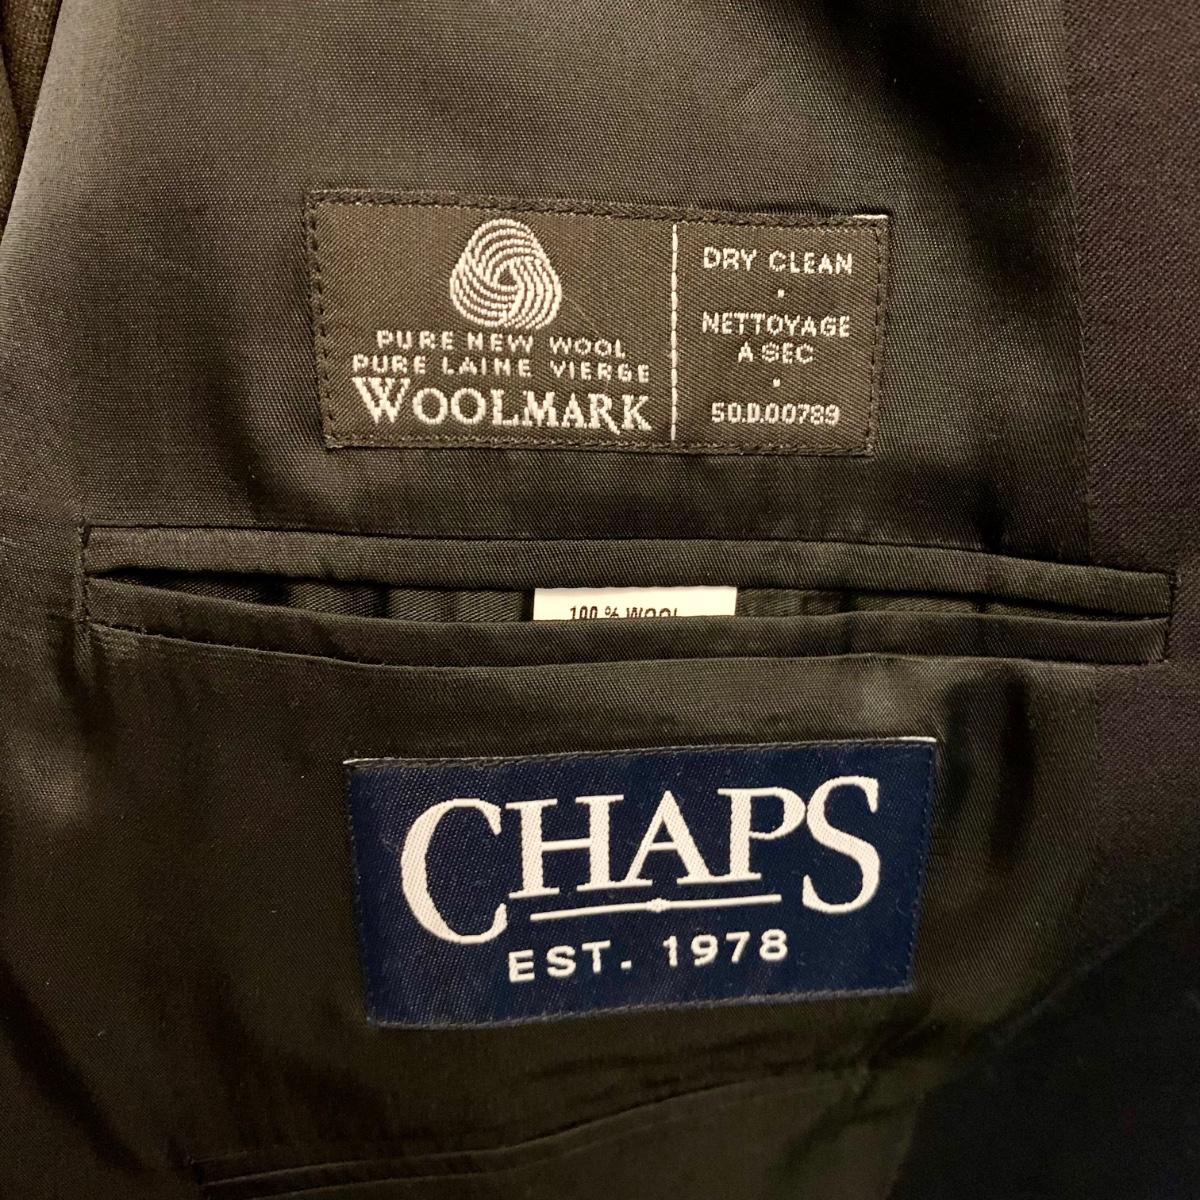 PURE NEW WOOL
PURE LAINE VIERGE
WOOLMARK
DRY CLEAN
·
NETTOYAGE
A SEC
·
50.D.00789
100 % WOOL
CHAPS
EST. 1978